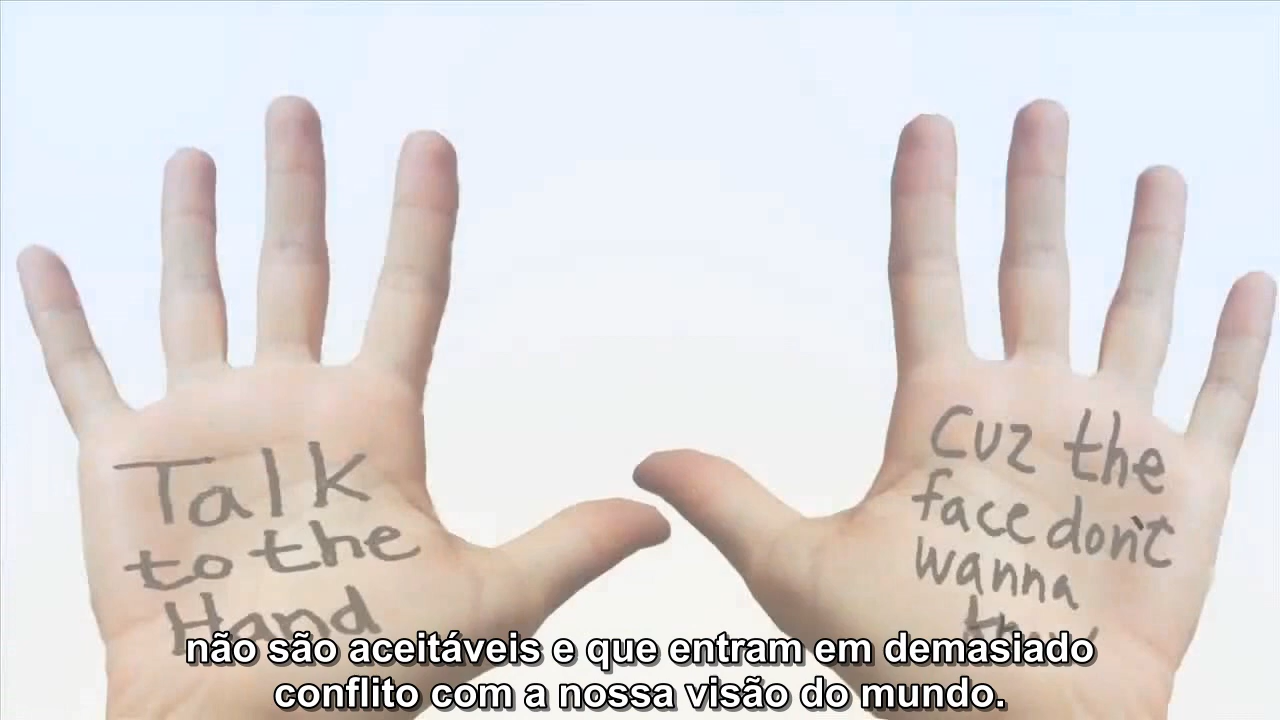 Talk
to the
Hand
Cuz the
face don't
wanna
não são aceitáveis e que entram em demasiado
conflito com a nossa visão do mundo.